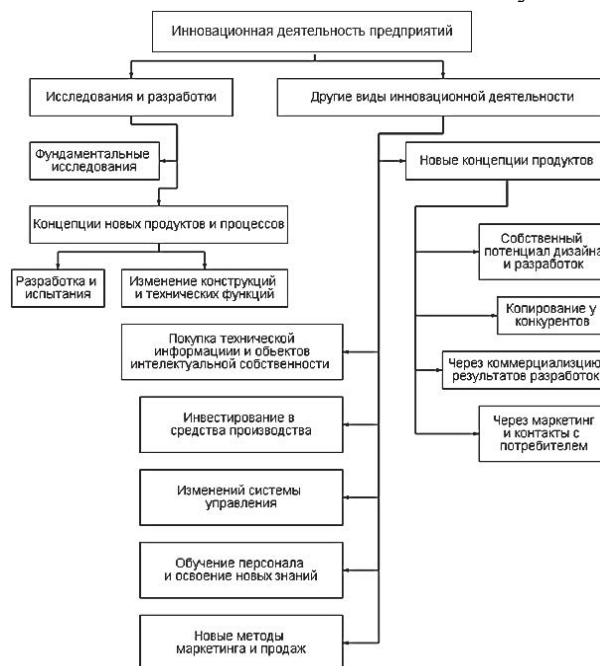 Инновационная деятельность предприятий
Исследования и разработки
Другие виды инновационной деятельности
Фундаментальные
исследования
Новые концепции продуктов
Концепции новых продуктов и процессов
Собственный
потенциал дизайна
и разработок
Разработка и
испытания
Изменение конструкций
и технических функций
Копирование у
конкурентов
Покупка технической
информациии и объектов
интелектуальной собственности
Через коммерциализцию
результатов разработок
Инвестирование в
средства производства
Через маркетинг
и контакты с
потребителем
Изменений системы
управления
Обучение персонала
и освоение новых знаний
Новые методы
маркетинга и продаж